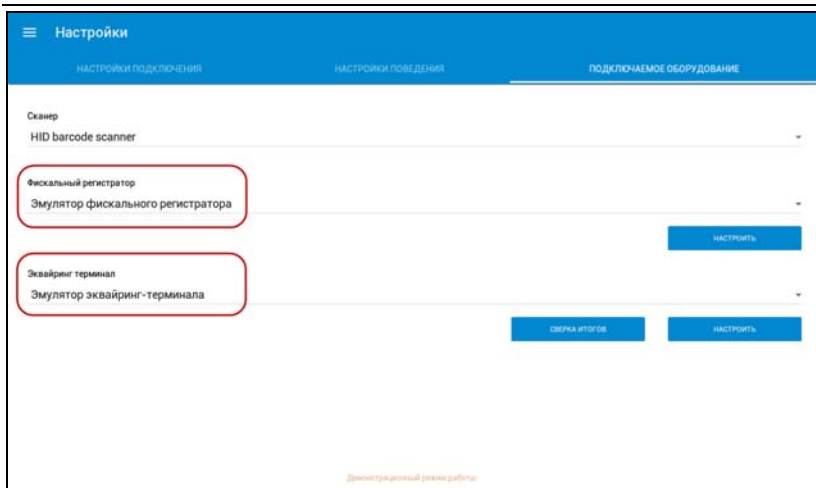 Настройки
НАСТРОЙКИ ПОДКЛЮЧЕНИЯ НАСТРОЙКИ ПОВЕДЕНИЯ ПОДКЛЮЧАЕМОЕ ОБОРУДОВАНИЕ
Сканер
HID barcode scanner
Фискальный регистратор
Эмулятор фискального регистратора
НАСТРОИТЬ
Эквайринг терминал
Эмулятор эквайринг-терминала
СВЕРКА ИТОГОВ НАСТРОИТЬ
Демонстрационный режим работы